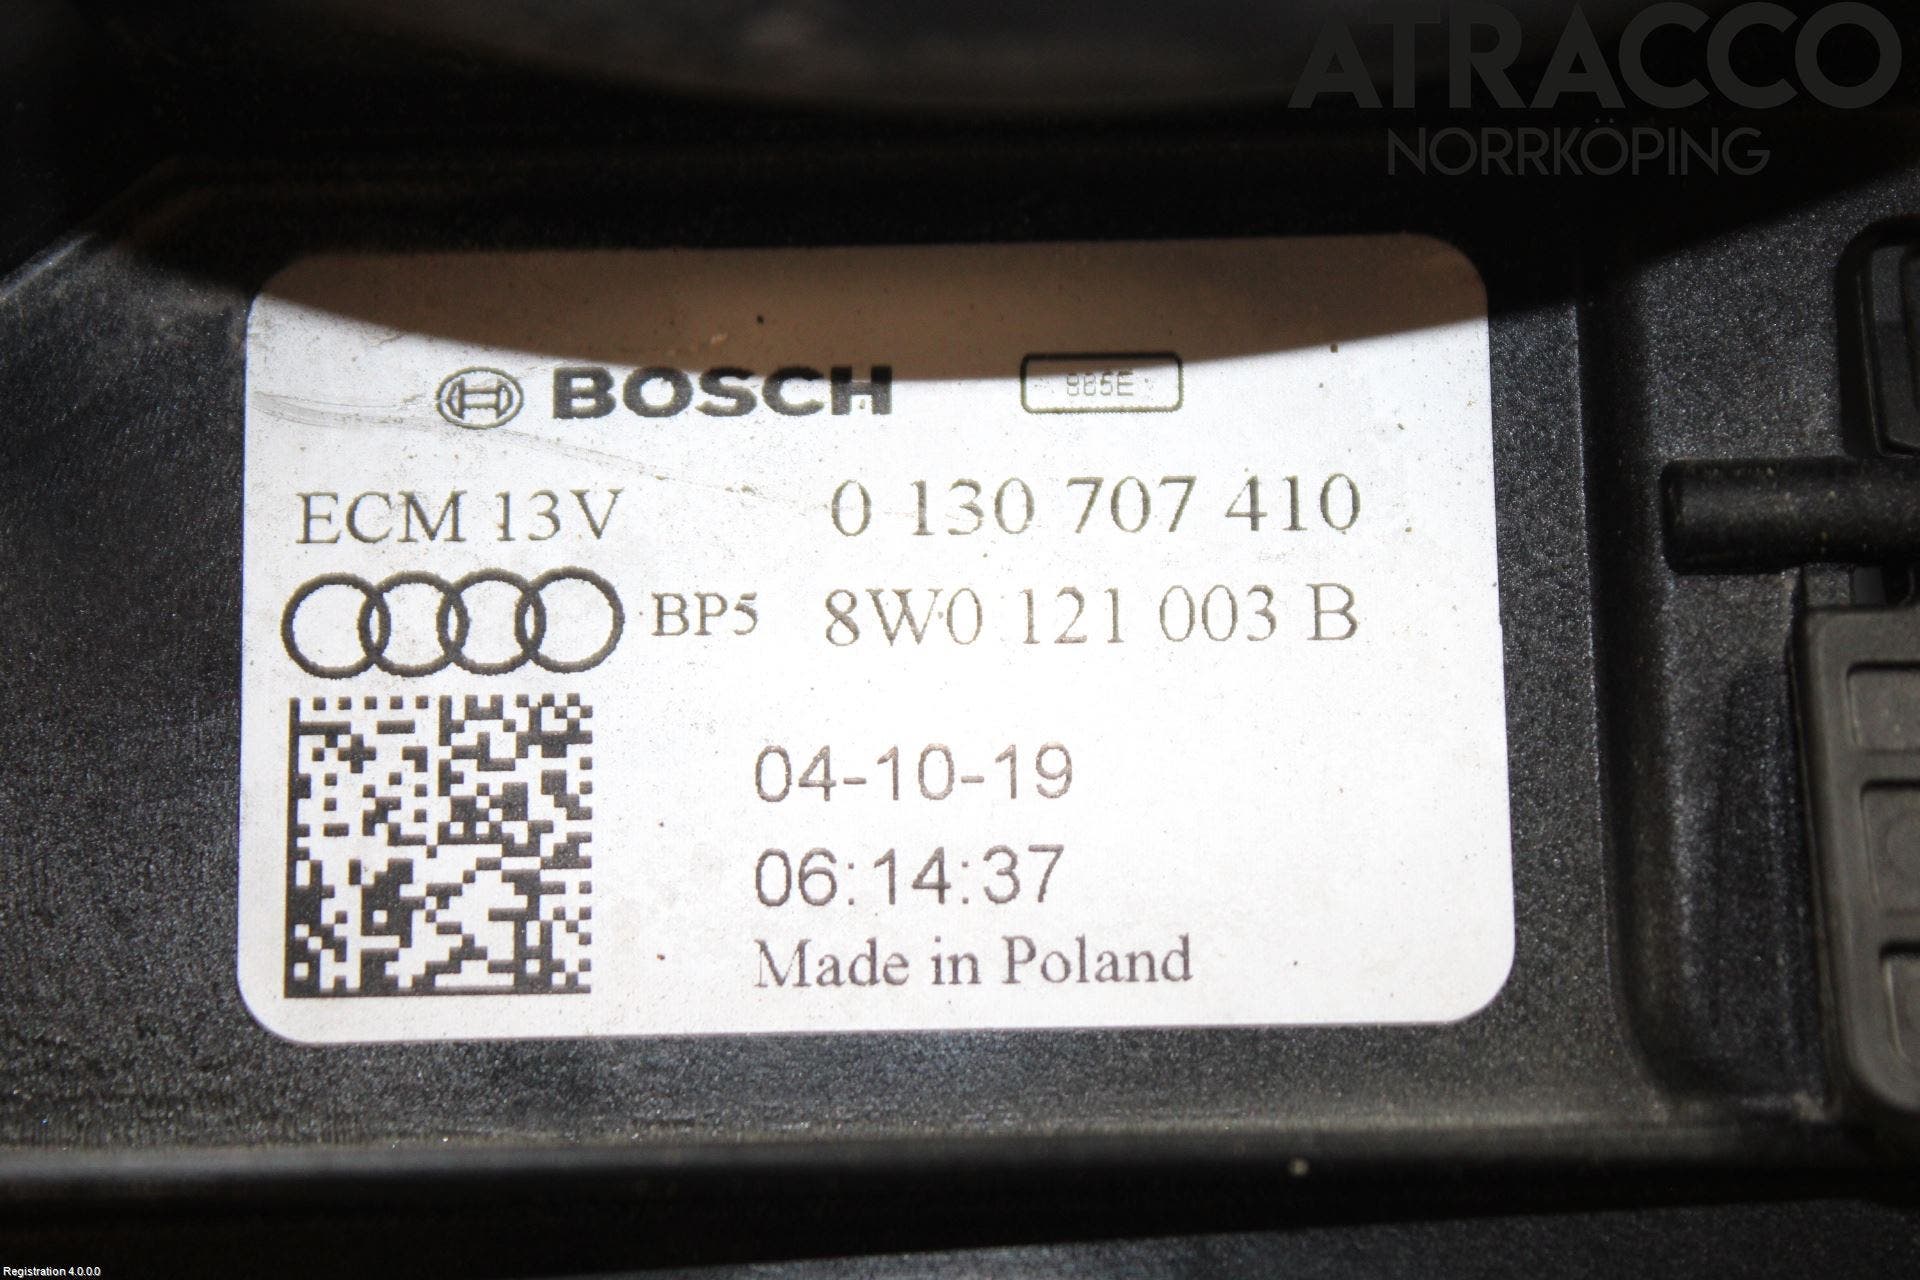 ATRACCO
NORRKÖPING
BOSCH 885E
ECM 13V 0 130 707 410
BP5 8W0 121 003 B
04-10-19
06:14:37
Made in Poland
Registration 4.0.0.0